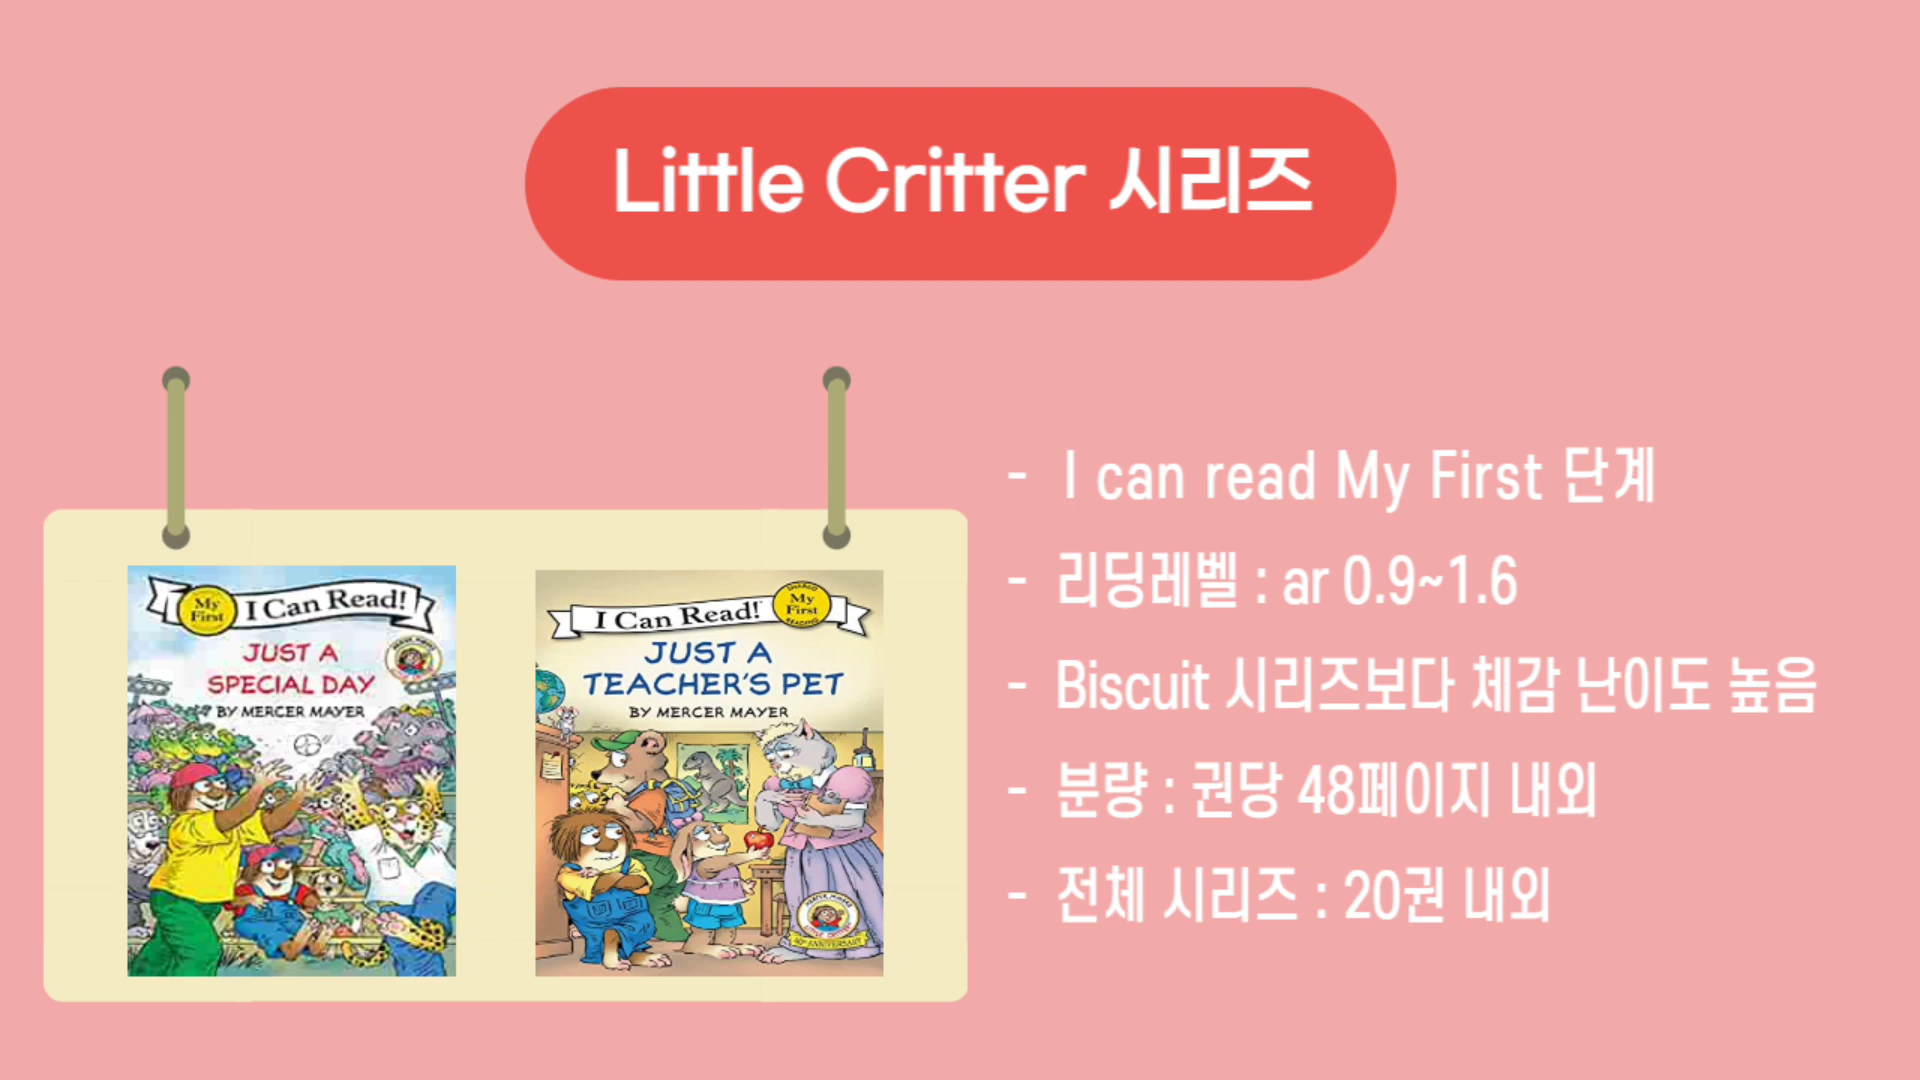 Little Critter 시리즈
My First
I Can Read!
JUST A
SPECIAL DAY
BY MERCER MAYER
I Can Read!
SHARED
My First
READING
JUST A
TEACHER'S PET
BY MERCER MAYER
- I can read My First 단계
- 리딩레벨 : ar 0.9~1.6
- Biscuit 시리즈보다 체감 난이도 높음
- 분량 : 권당 48페이지 내외
- 전체 시리즈 : 20권 내외